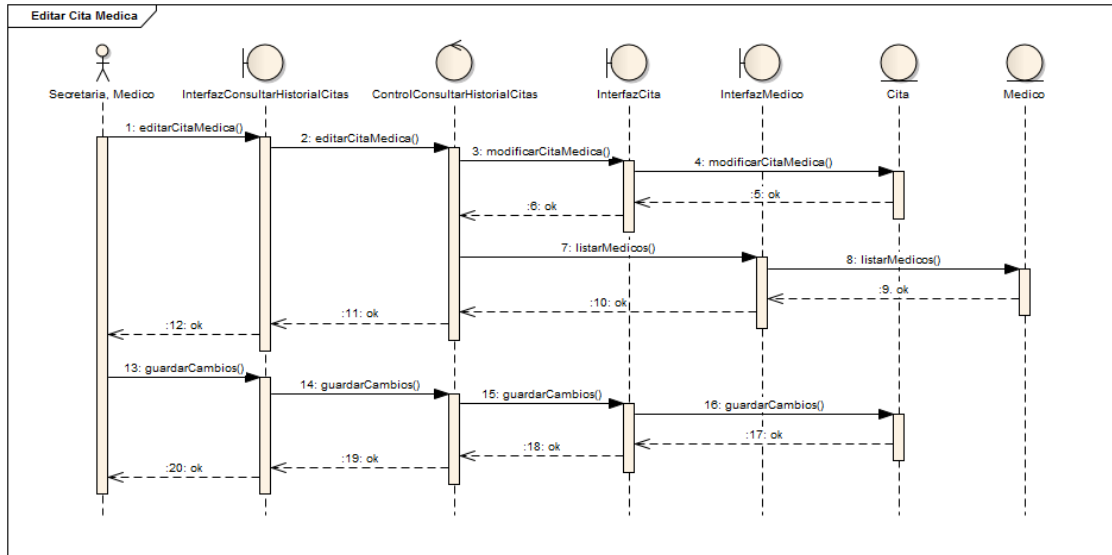 Editar Cita Medica
Secretaria, Medico
InterfazConsultarHistorialCitas
ControlConsultarHistorialCitas
InterfazCita
InterfazMedico
Cita
Medico
1: editarCitaMedica()
2: editarCitaMedica()
3: modificarCitaMedica()
4: modificarCitaMedica()
:5: ok
:6: ok
7: listarMedicos()
8: listarMedicos()
:9. ok
:10: ok
:11: ok
:12: ok
13: guardarCambios()
14: guardarCambios()
15: guardarCambios()
16: guardarCambios()
:17: ok
:18: ok
:19: ok
:20: ok